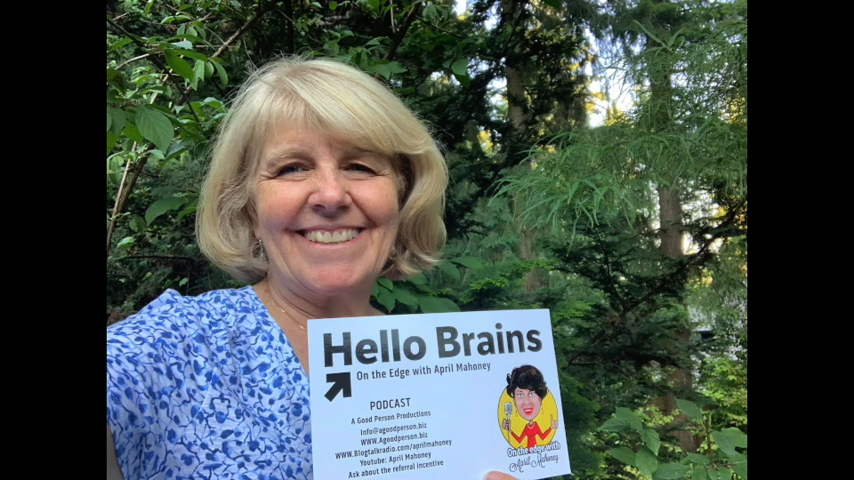 Hello Brains
On the Edge with April Mahoney
PODCAST
A Good Person Productions
Info@agoodperson.biz
WWW.Agoodperson.biz
WWW.Blogtalkradio.com/aprilmahoney
Youtube: April Mahoney
Ask about the referral incentive
On the edge with
April Mahoney